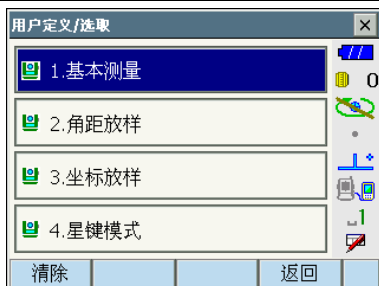 用户定义/选取
1.基本测量
0
2.角距放样
3.坐标放样
4.星键模式
1
清除
返回